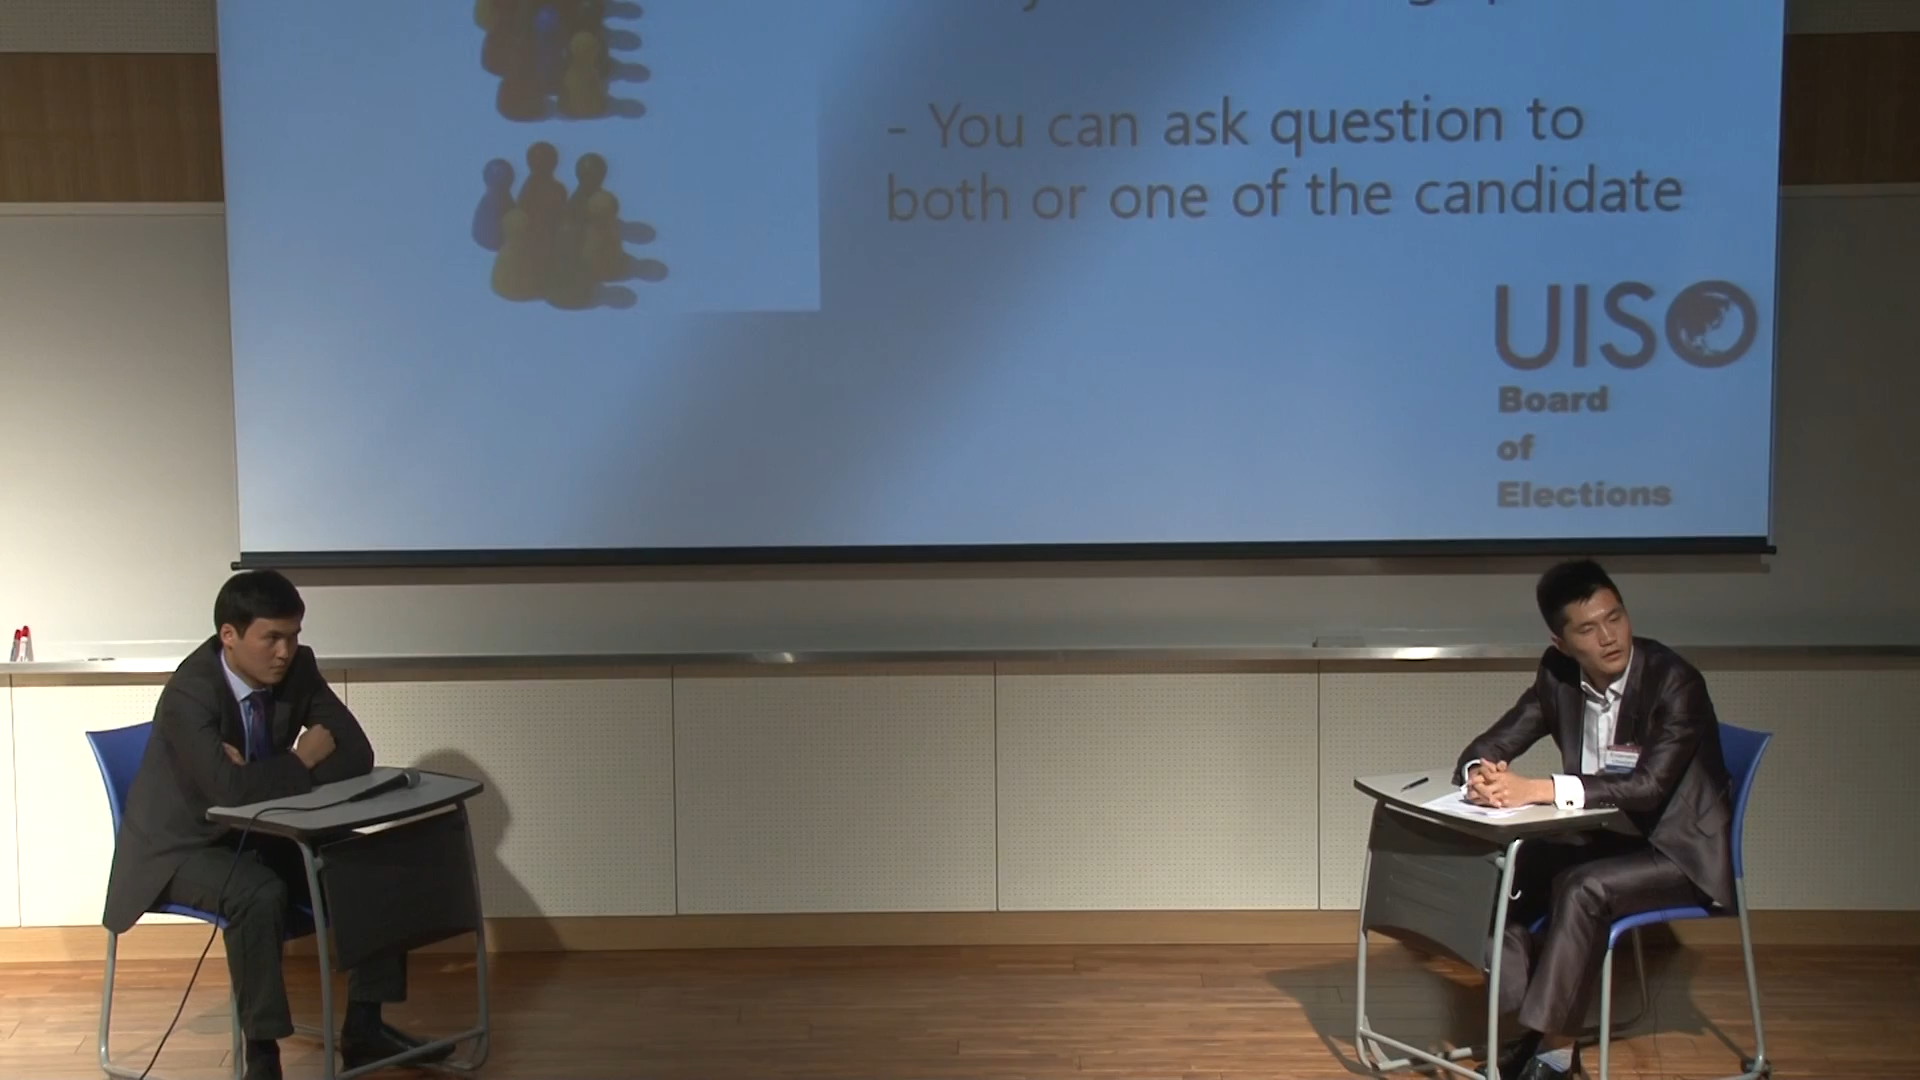 - You can ask question to
both or one of the candidate
UISO
Board
of
Elections